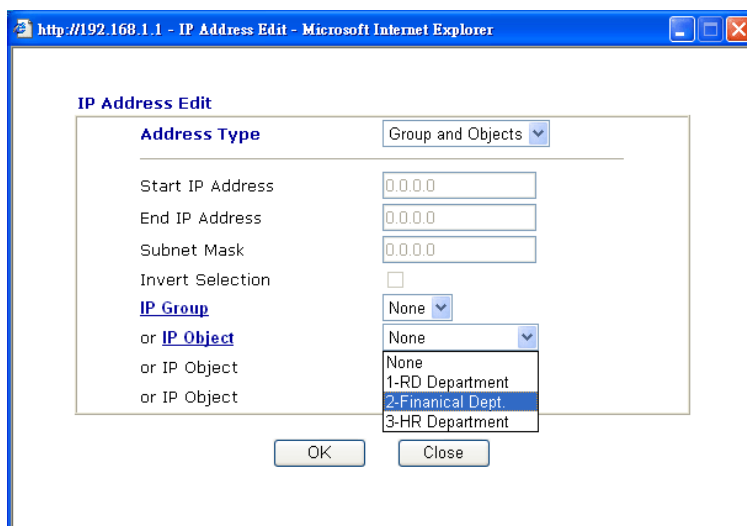 http://192.168.1.1 - IP Address Edit - Microsoft Internet Explorer
IP Address Edit
Address Type Group and Objects
Start IP Address 0.0.0.0
End IP Address 0.0.0.0
Subnet Mask 0.0.0.0
Invert Selection
IP Group None
or IP Object None
or IP Object None
1-RD Department
or IP Object 2-Finanical Dept.
3-HR Department
OK Close